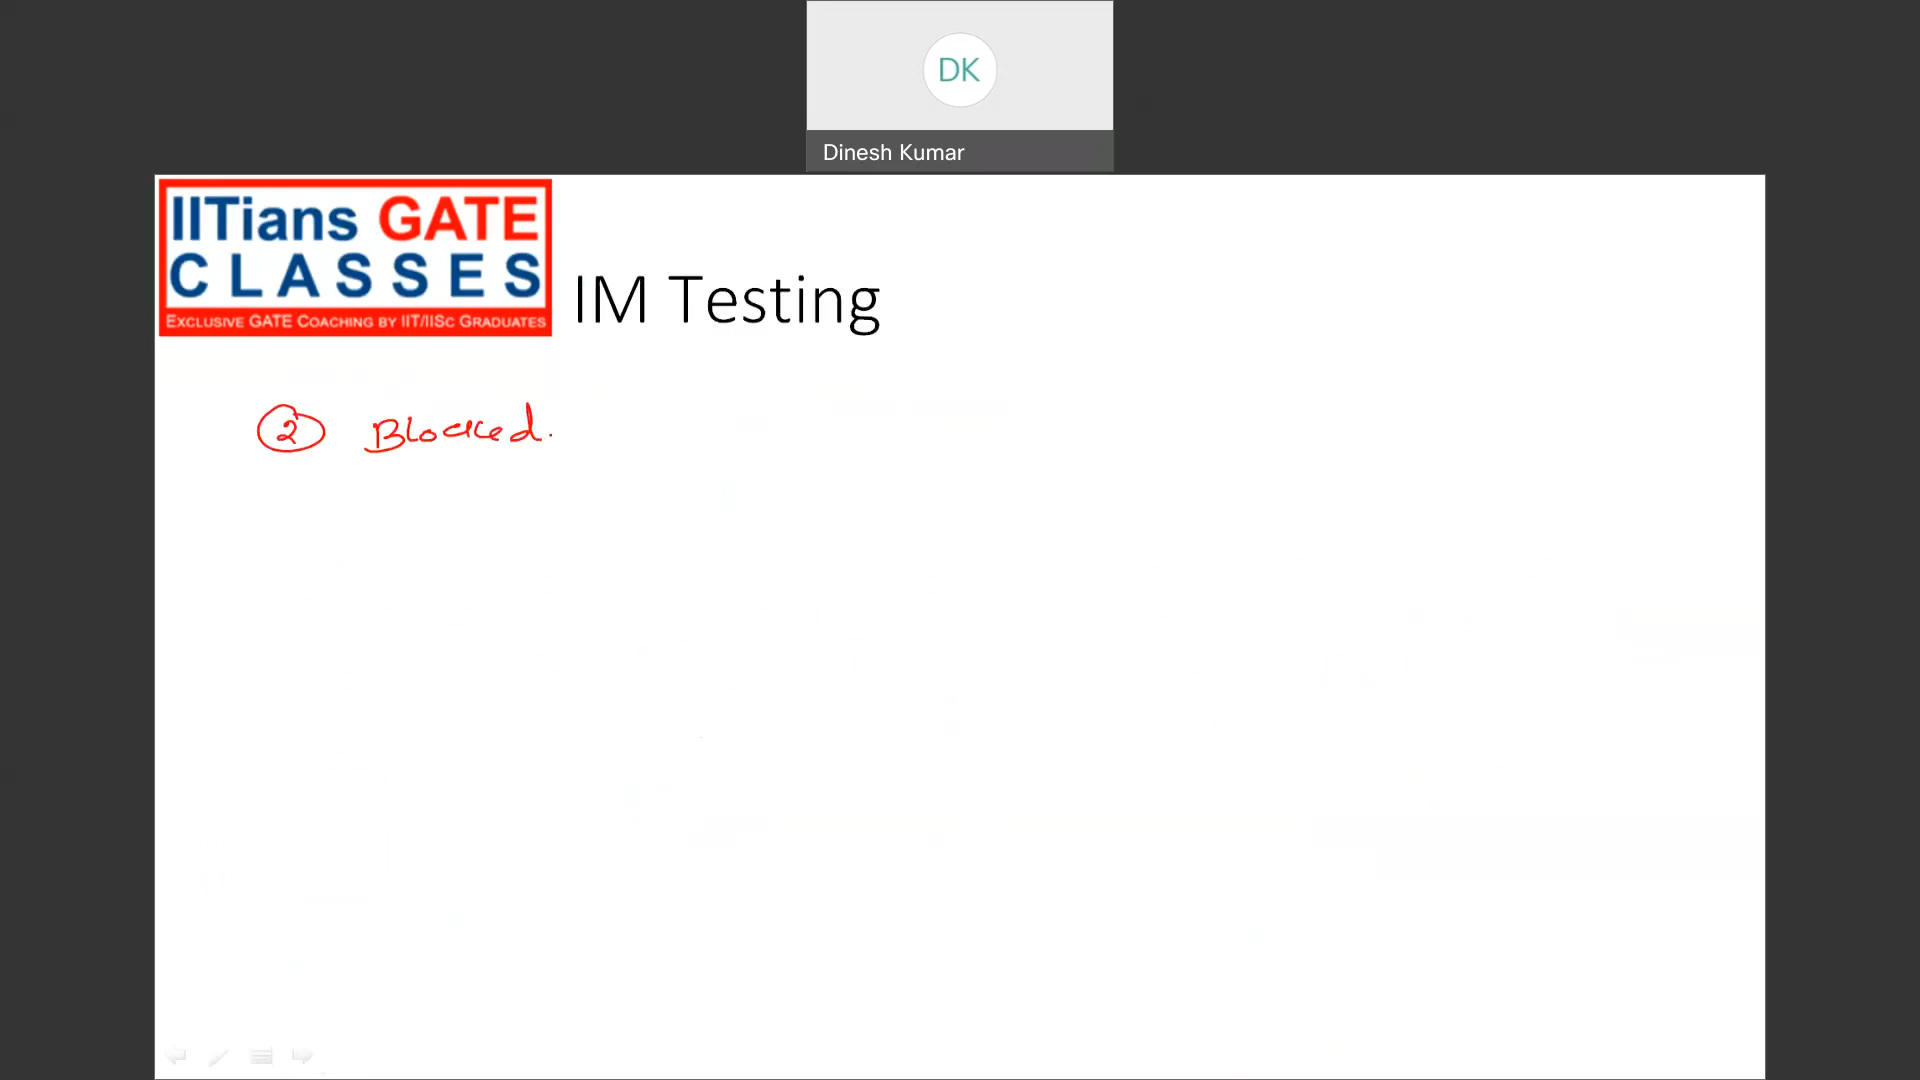 DK
Dinesh Kumar
IITians GATE
CLASSES
EXCLUSIVE GATE COACHING BY IIT/IISC GRADUATES
IM Testing
2 Blocked.